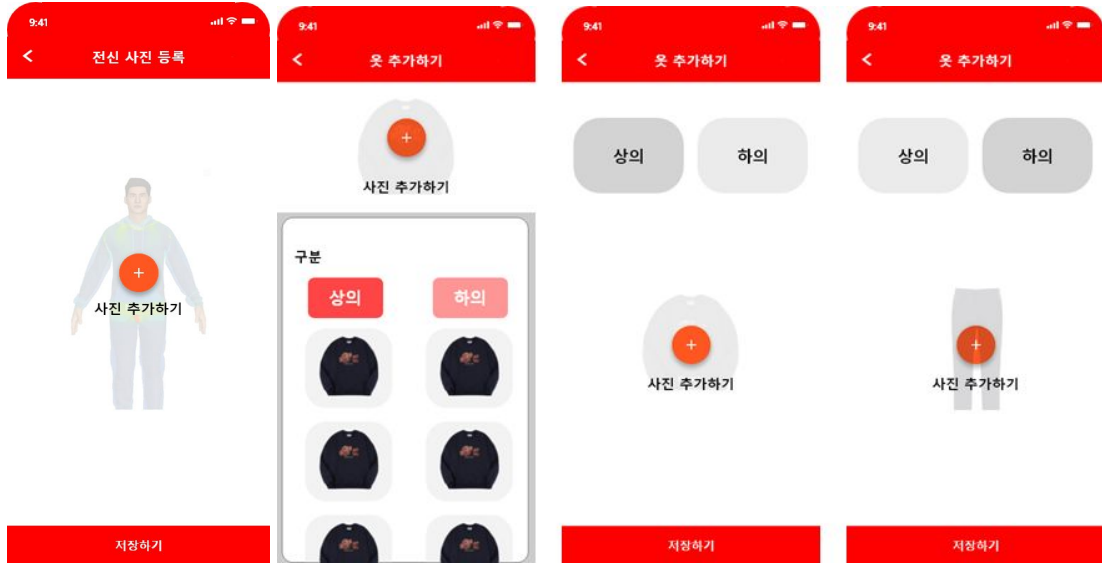 9:41
전신 사진 등록
사진 추가하기
저장하기
9:41
옷 추가하기
사진 추가하기
구분
상의
하의
9:41
옷 추가하기
상의
하의
사진 추가하기
저장하기
9:41
옷 추가하기
상의
하의
사진 추가하기
저장하기